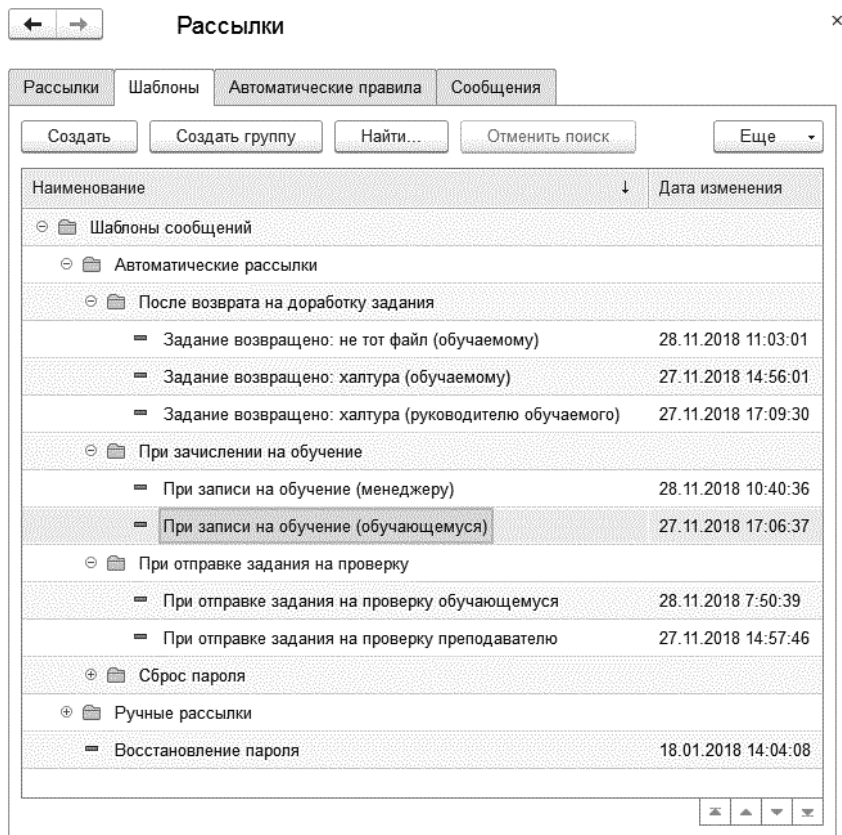 Рассылки
Рассылки Шаблоны Автоматические правила Сообщения
Создать Создать группу Найти... Отменить поиск Еще
Наименование Дата изменения
Шаблоны сообщений
Автоматические рассылки
После возврата на доработку задания
Задание возвращено: не тот файл (обучаемому) 28.11.2018 11:03:01
Задание возвращено: халтура (обучаемому) 27.11.2018 14:56:01
Задание возвращено: халтура (руководителю обучаемого) 27.11.2018 17:09:30
При зачислении на обучение
При записи на обучение (менеджеру) 28.11.2018 10:40:36
При записи на обучение (обучающемуся) 27.11.2018 17:06:37
При отправке задания на проверку
При отправке задания на проверку обучающемуся 28.11.2018 7:50:39
При отправке задания на проверку преподавателю 27.11.2018 14:57:46
Сброс пароля
Ручные рассылки
Восстановление пароля 18.01.2018 14:04:08